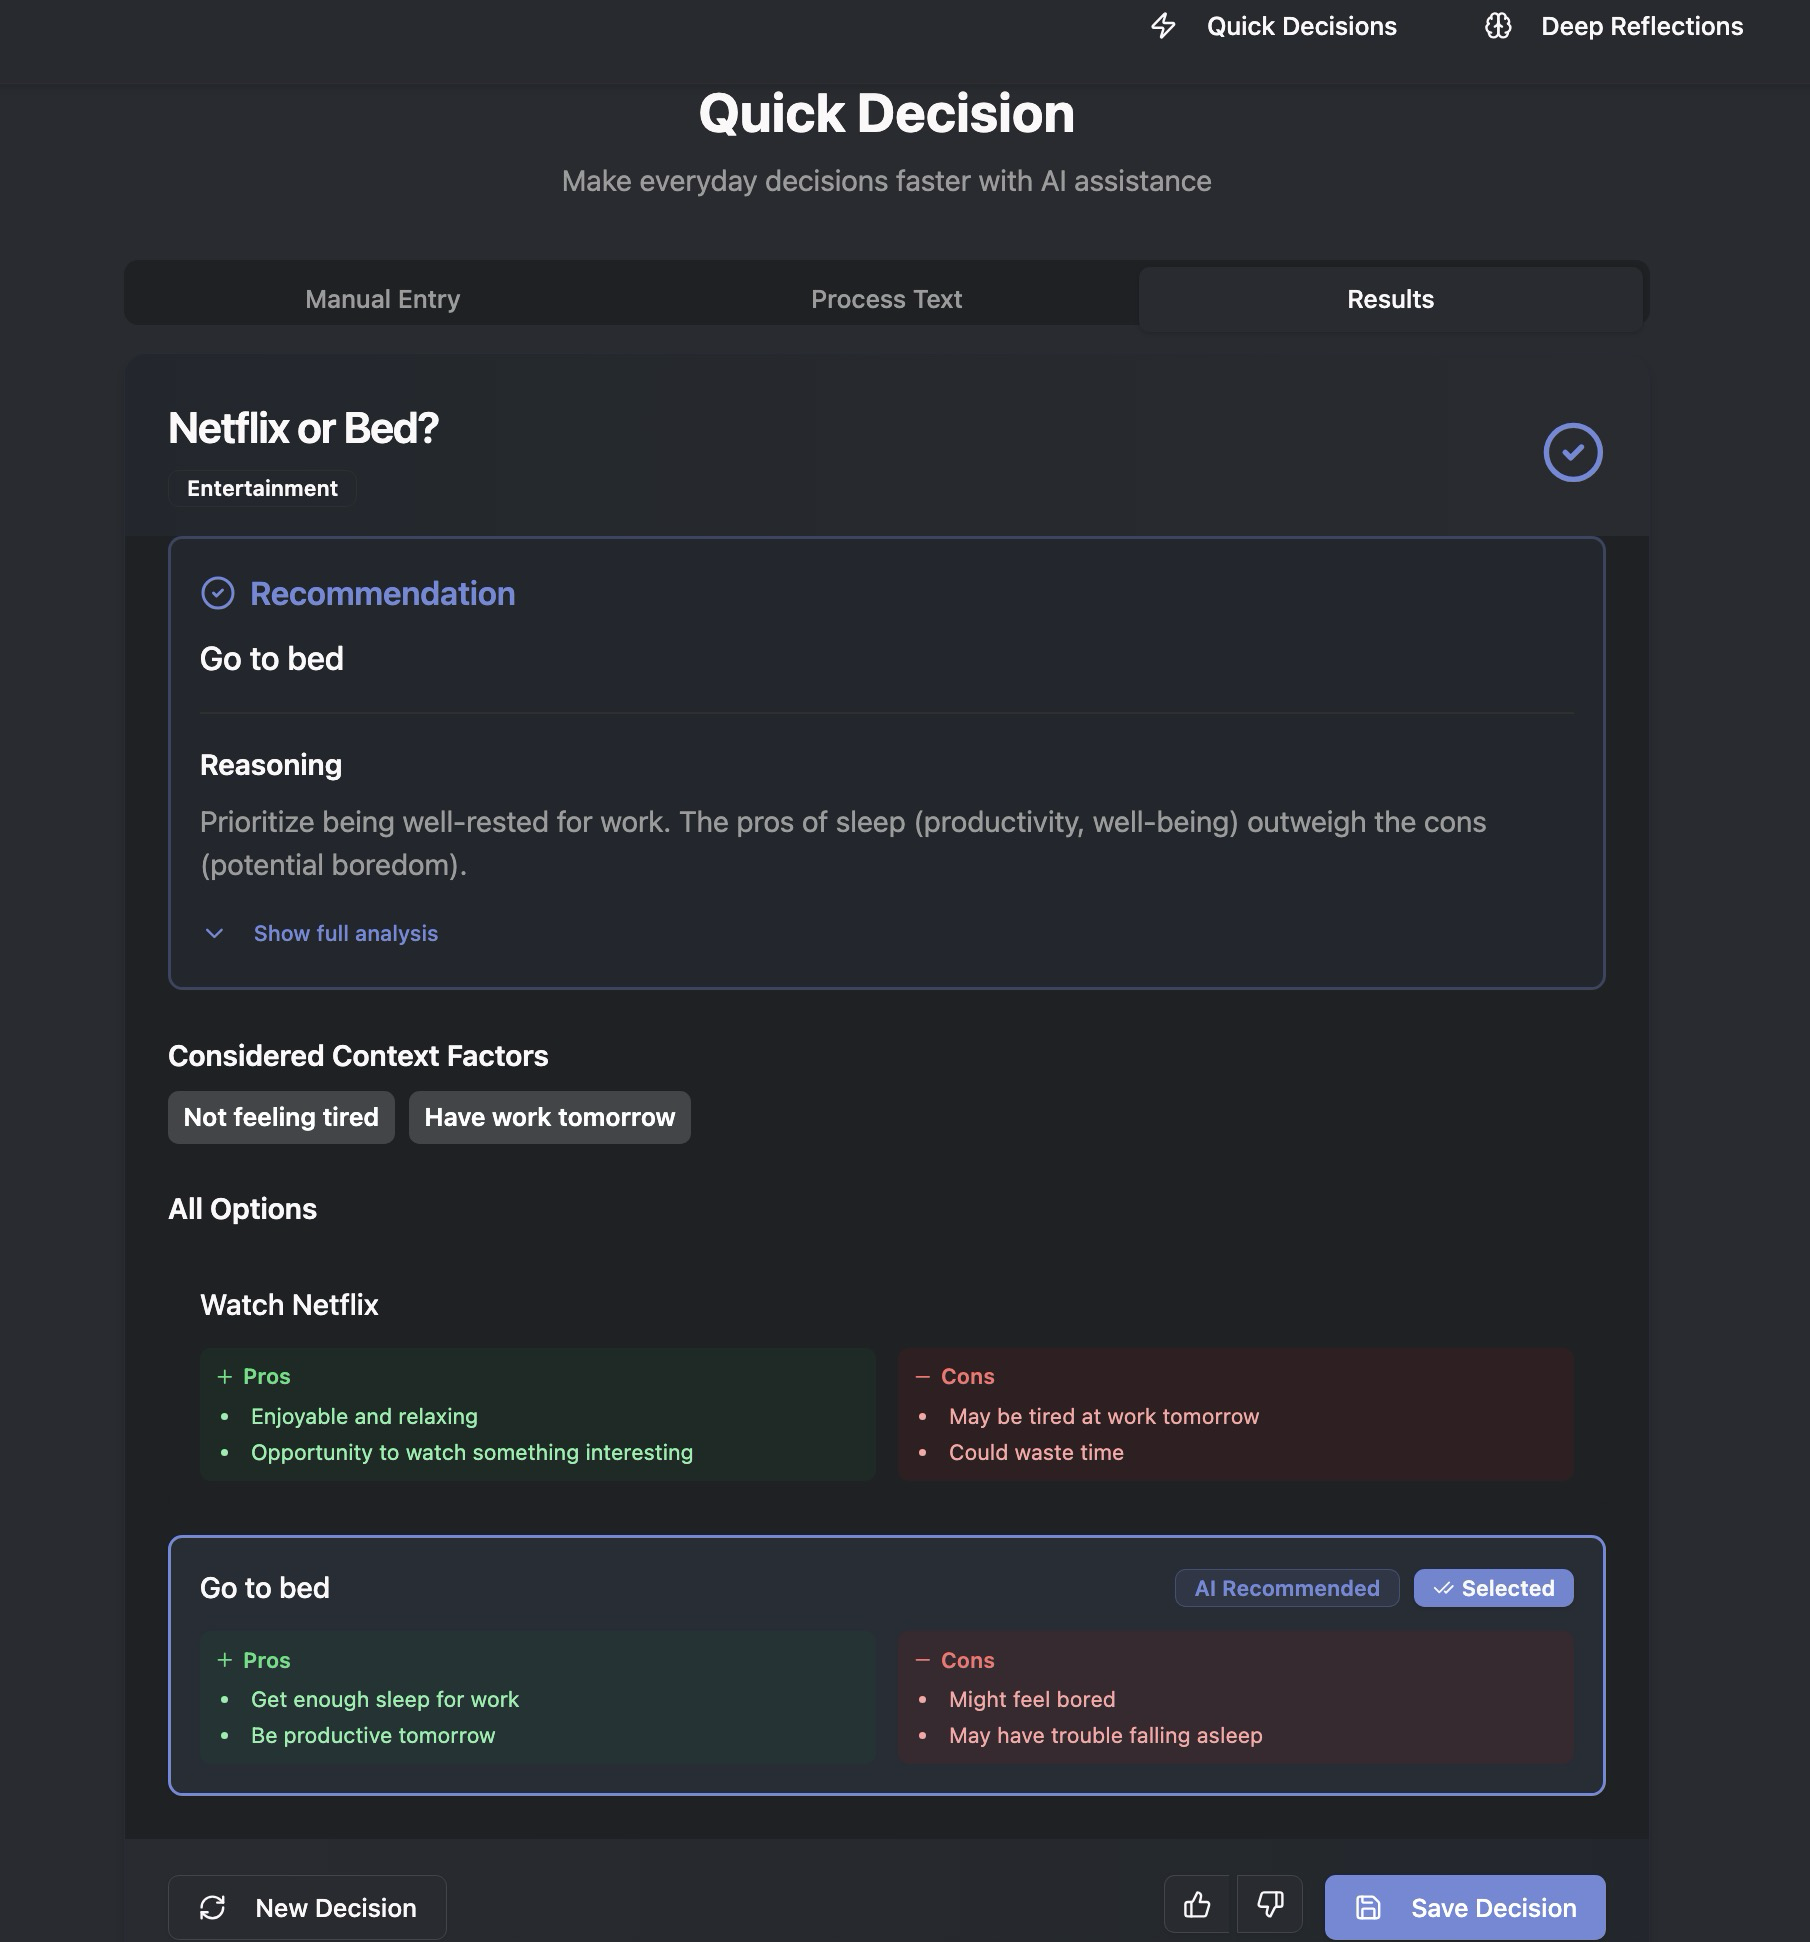 Quick Decisions
Deep Reflections
Quick Decision
Make everyday decisions faster with AI assistance
Manual Entry
Process Text
Results
Netflix or Bed?
Entertainment
Recommendation
Go to bed
Reasoning
Prioritize being well-rested for work. The pros of sleep (productivity, well-being) outweigh the cons
(potential boredom).
Show full analysis
Considered Context Factors
Not feeling tired
Have work tomorrow
All Options
Watch Netflix
+ Pros
• Enjoyable and relaxing
• Opportunity to watch something interesting
− Cons
• May be tired at work tomorrow
• Could waste time
Go to bed
AI Recommended
Selected
+ Pros
• Get enough sleep for work
• Be productive tomorrow
− Cons
• Might feel bored
• May have trouble falling asleep
New Decision
Save Decision